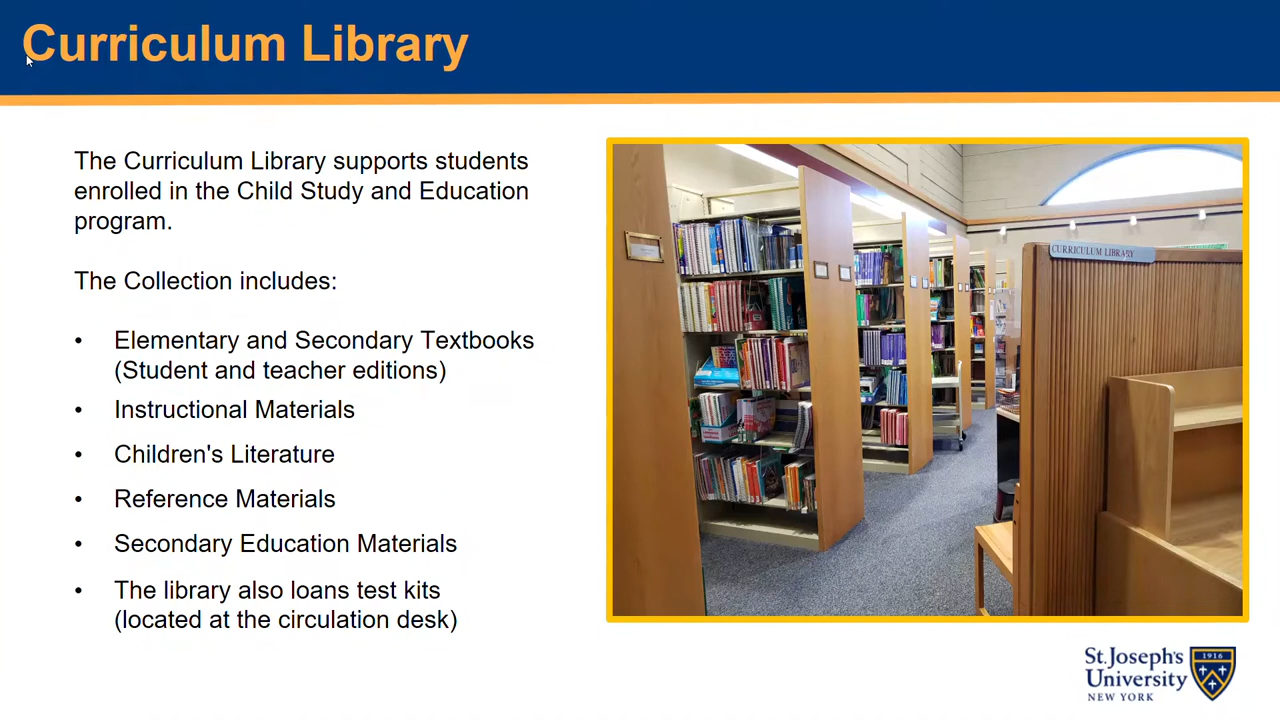 Curriculum Library
The Curriculum Library supports students
enrolled in the Child Study and Education
program.
The Collection includes:
• Elementary and Secondary Textbooks
(Student and teacher editions)
• Instructional Materials
• Children's Literature
• Reference Materials
• Secondary Education Materials
• The library also loans test kits
(located at the circulation desk)
CURRICULUM LIBRARY
St. Joseph's
University
NEW YORK
1916